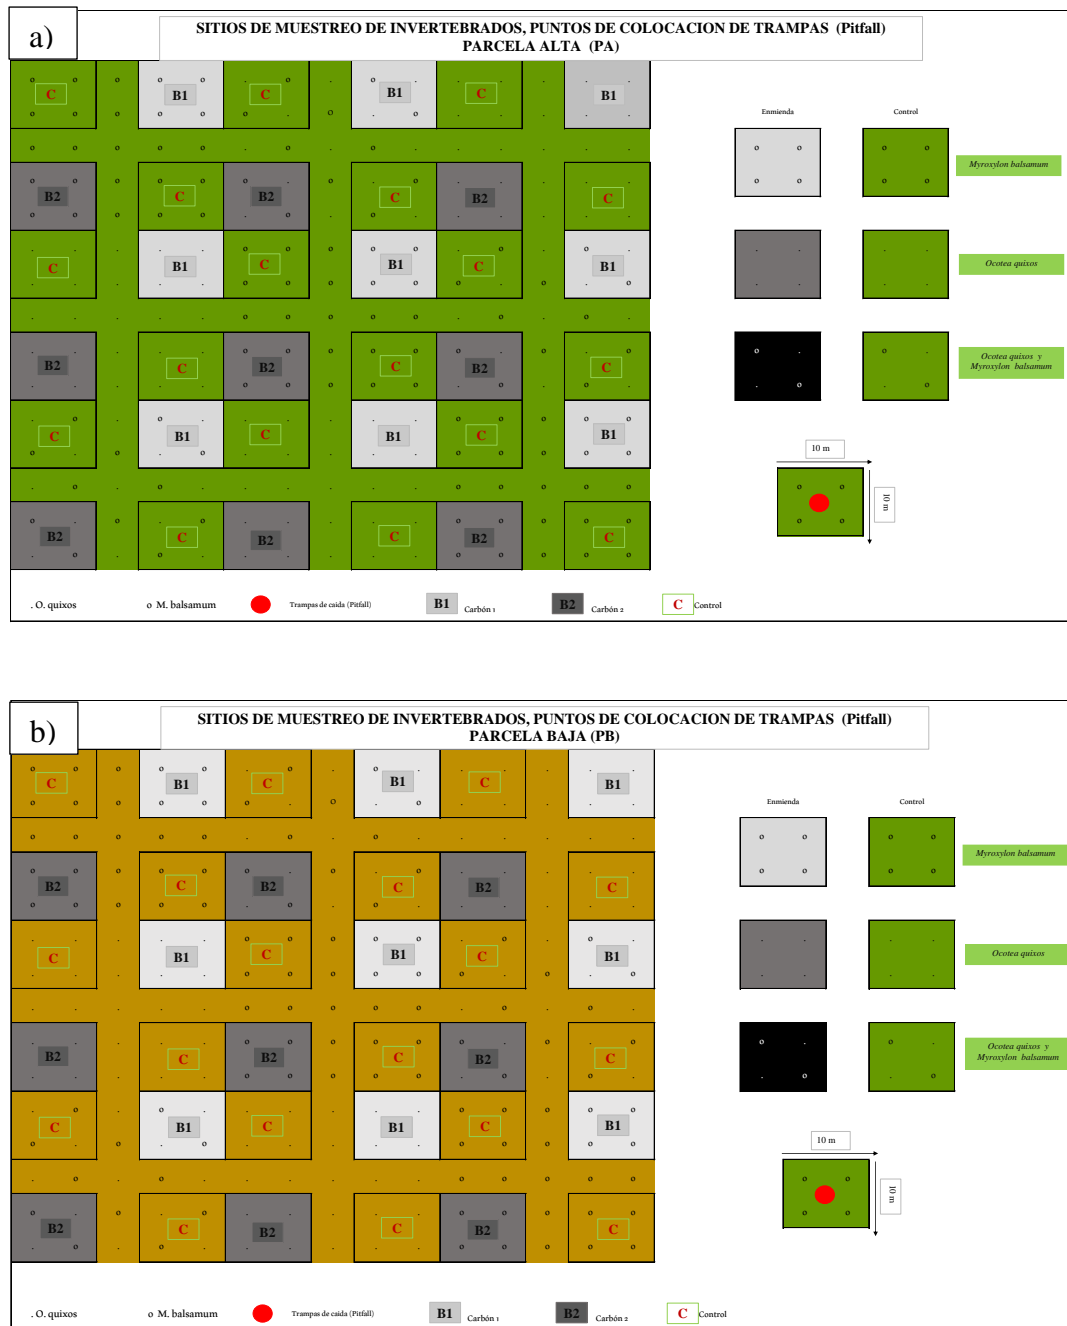 a)
SITIOS DE MUESTREO DE INVERTEBRADOS, PUNTOS DE COLOCACION DE TRAMPAS (Pitfall)
PARCELA ALTA (PA)
C B1 C B1 C B1
B2 C B2 C B2 C
C B1 C B1 C B1
B2 C B2 C B2 C
C B1 C B1 C B1
B2 C B2 C B2 C
Enmienda Control
Myroxylon balsamum
Ocotea quixos
Ocotea quixos y
Myroxylon balsamum
10 m
10 m
. O. quixos o M. balsamum Trampas de caida (Pitfall) B1 Carbón 1 B2 Carbón 2 C Control
b)
SITIOS DE MUESTREO DE INVERTEBRADOS, PUNTOS DE COLOCACION DE TRAMPAS (Pitfall)
PARCELA BAJA (PB)
C B1 C B1 C B1
B2 C B2 C B2 C
C B1 C B1 C B1
B2 C B2 C B2 C
C B1 C B1 C B1
B2 C B2 C B2 C
Enmienda Control
Myroxylon balsamum
Ocotea quixos
Ocotea quixos y
Myroxylon balsamum
10 m
10 m
. O. quixos o M. balsamum Trampas de caida (Pitfall) B1 Carbón 1 B2 Carbón 2 C Control